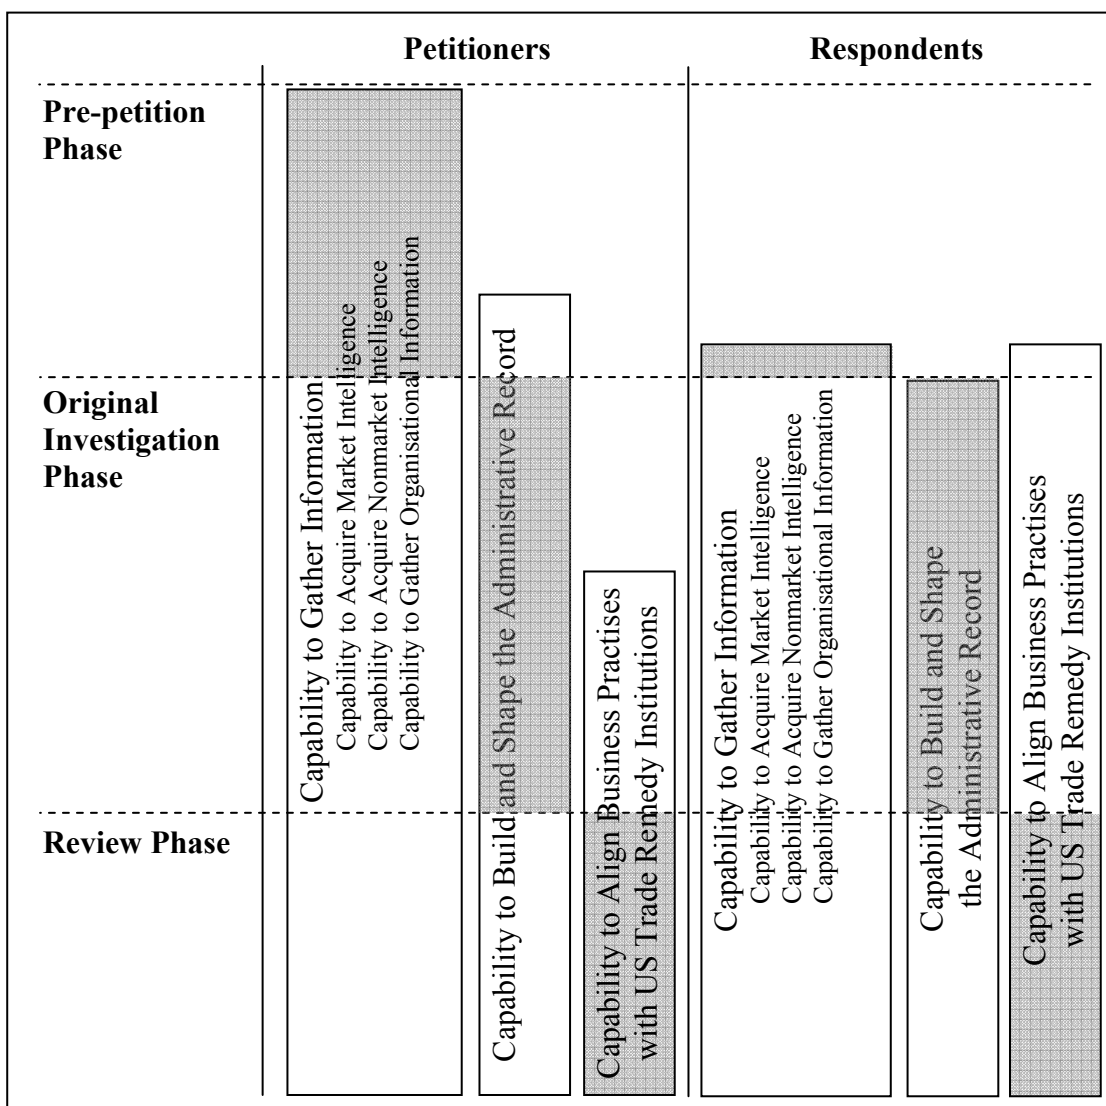 Petitioners
Respondents
Pre-petition
Phase
Original
Investigation
Phase
Review Phase
Capability to Gather Information
Capability to Acquire Market Intelligence
Capability to Acquire Nonmarket Intelligence
Capability to Gather Organisational Information
Capability to Build and Shape the Administrative Record
Capability to Align Business Practises
with US Trade Remedy Institutions
Capability to Gather Information
Capability to Acquire Market Intelligence
Capability to Acquire Nonmarket Intelligence
Capability to Gather Organisational Information
Capability to Build and Shape
the Administrative Record
Capability to Align Business Practises
with US Trade Remedy Institutions